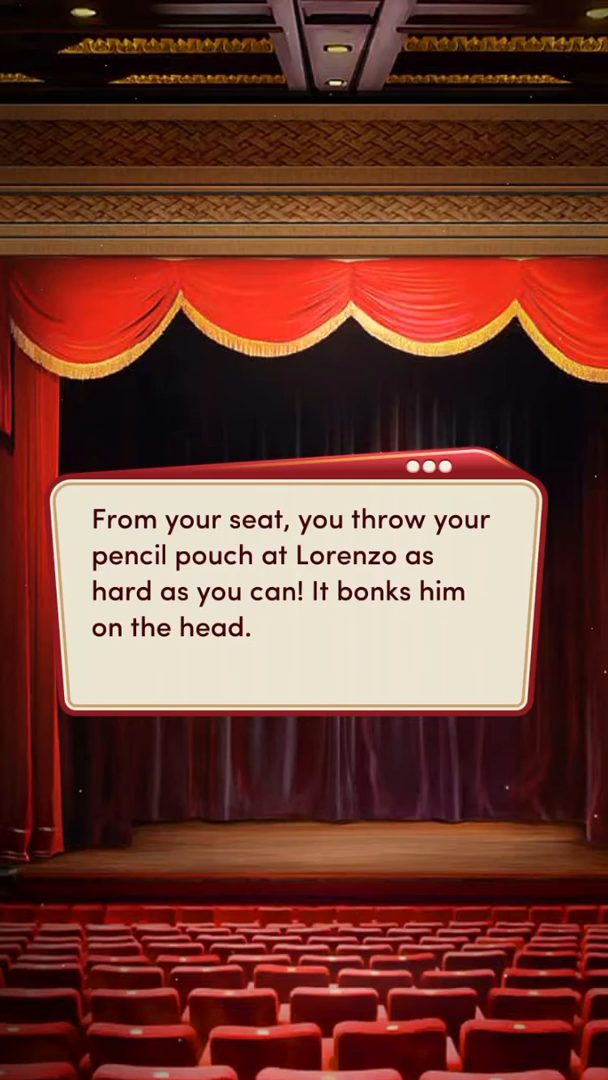 From your seat, you throw your
pencil pouch at Lorenzo as
hard as you can! It bonks him
on the head.